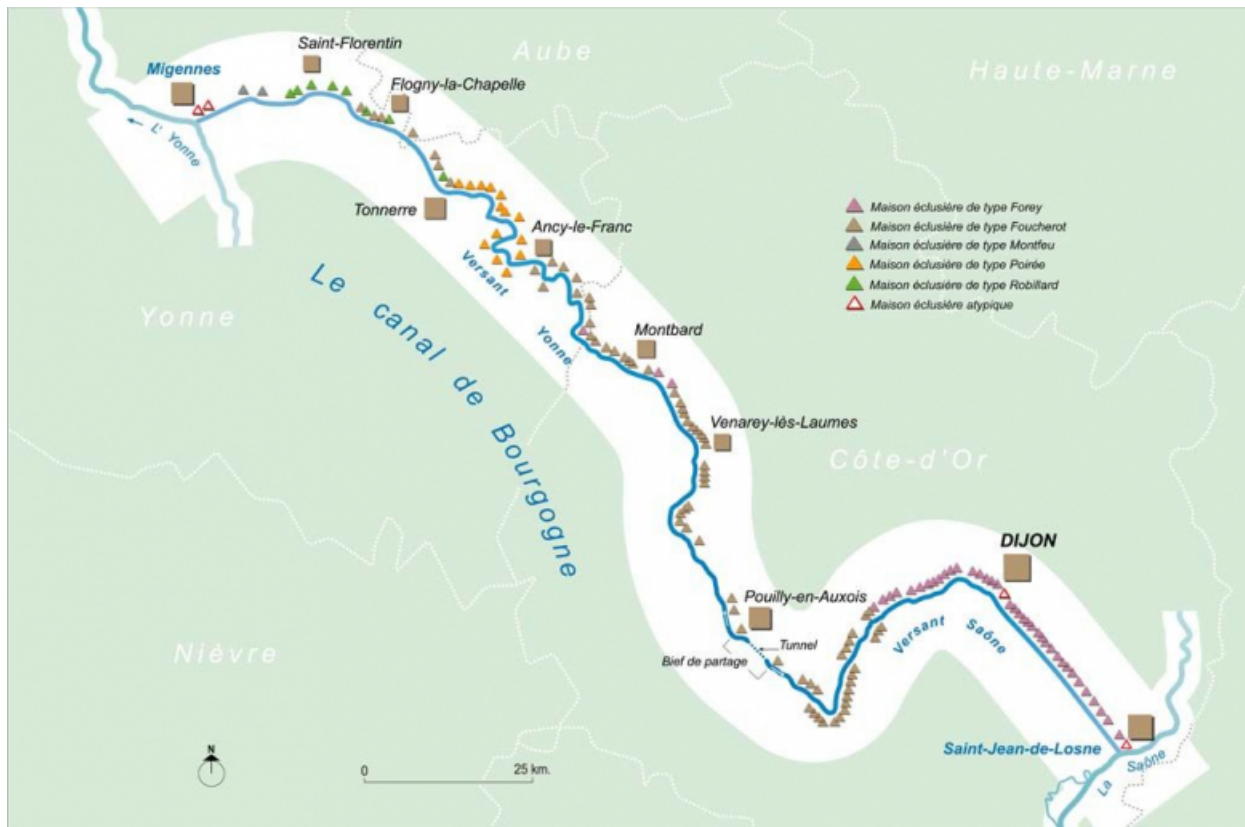 Saint-Florentin
Aube
Haute-Marne
Migennes
Flogny-la-Chapelle
L' Yonne
Tonnerre
Ancy-le-Franc
Maison éclusière de type Forey
Maison éclusière de type Foucherot
Maison éclusière de type Montfeu
Maison éclusière de type Poirée
Maison éclusière de type Robillard
Maison éclusière atypique
Versant
Yonne
Yonne
Le canal de Bourgogne
Montbard
Venarey-lès-Laumes
Côte-d'Or
DIJON
Pouilly-en-Auxois
Tunnel
Bief de partage
Versant Saône
Nièvre
Saint-Jean-de-Losne
La Saône
N
0 25 km.